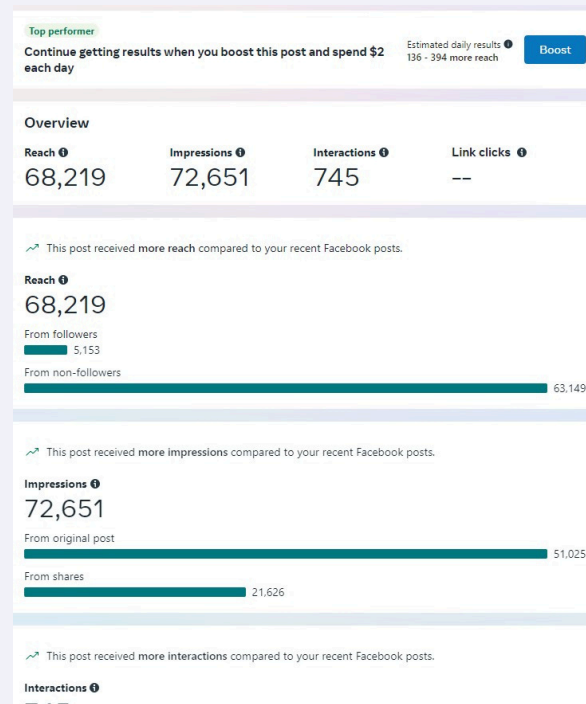 Top performer
Continue getting results when you boost this post and spend $2
each day
Estimated daily results
136 - 394 more reach
Boost
Overview
Reach
68,219
Impressions
72,651
Interactions
745
Link clicks
--
This post received more reach compared to your recent Facebook posts.
Reach
68,219
From followers
5,153
From non-followers
63,149
This post received more impressions compared to your recent Facebook posts.
Impressions
72,651
From original post
51,025
From shares
21,626
This post received more interactions compared to your recent Facebook posts.
Interactions